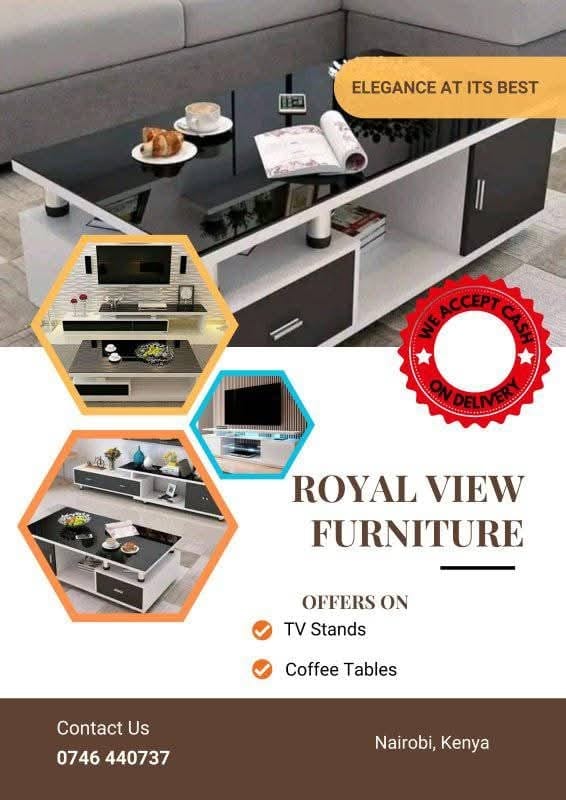 ELEGANCE AT ITS BEST
WE ACCEPT CASH
ON DELIVERY
ROYAL VIEW
FURNITURE
OFFERS ON
TV Stands
Coffee Tables
Contact Us
0746 440737
Nairobi, Kenya